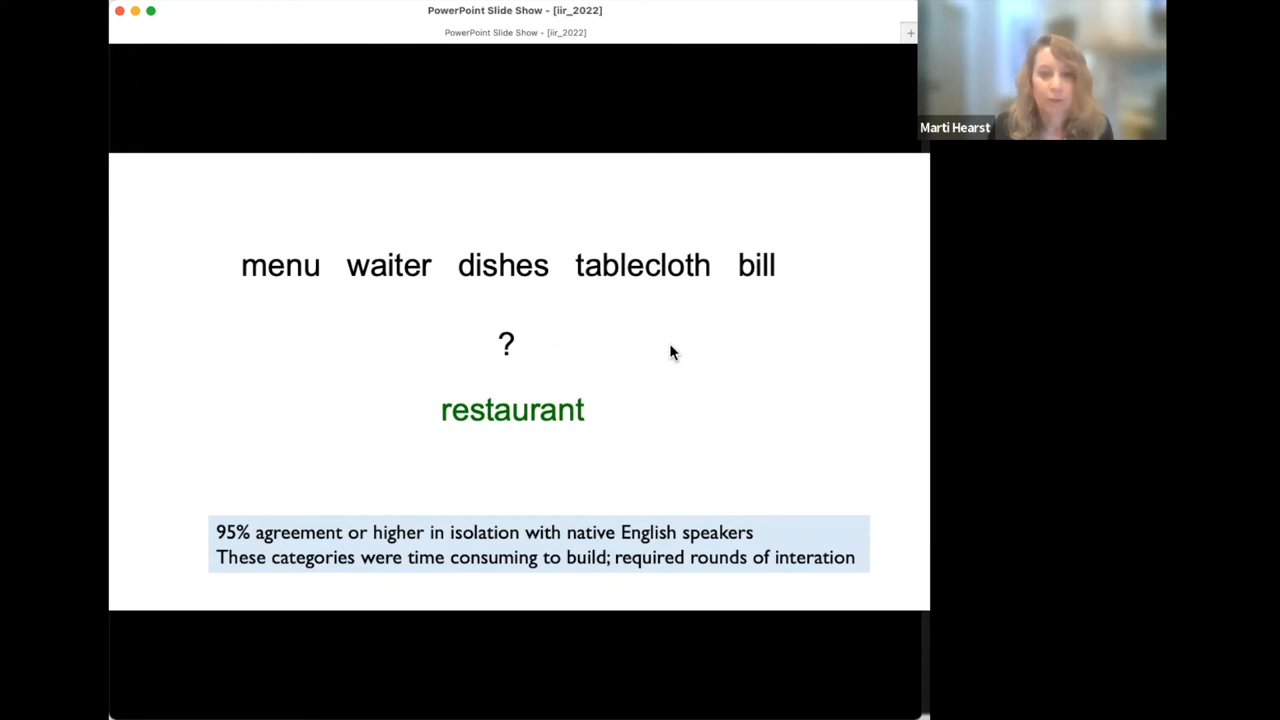 PowerPoint Slide Show - [iir_2022]
PowerPoint Slide Show - [iir_2022]
+
Marti Hearst
menu waiter dishes tablecloth bill
?
restaurant
95% agreement or higher in isolation with native English speakers
These categories were time consuming to build; required rounds of interation